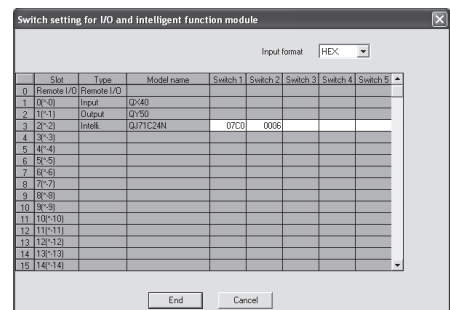 Switch setting for I/O and intelligent function module
Input format HEX.
Slot Type Model name Switch 1 Switch 2 Switch 3 Switch 4 Switch 5
0 Remote I/O Remote I/O
1 0(*-0) Input QX40
2 1(*-1) Output QY50
3 2(*-2) Intelli. QJ71C24N 07C0 0006
4 3(*-3)
5 4(*-4)
6 5(*-5)
7 6(*-6)
8 7(*-7)
9 8(*-8)
10 9(*-9)
11 10(*-10)
12 11(*-11)
13 12(*-12)
14 13(*-13)
15 14(*-14)
End Cancel